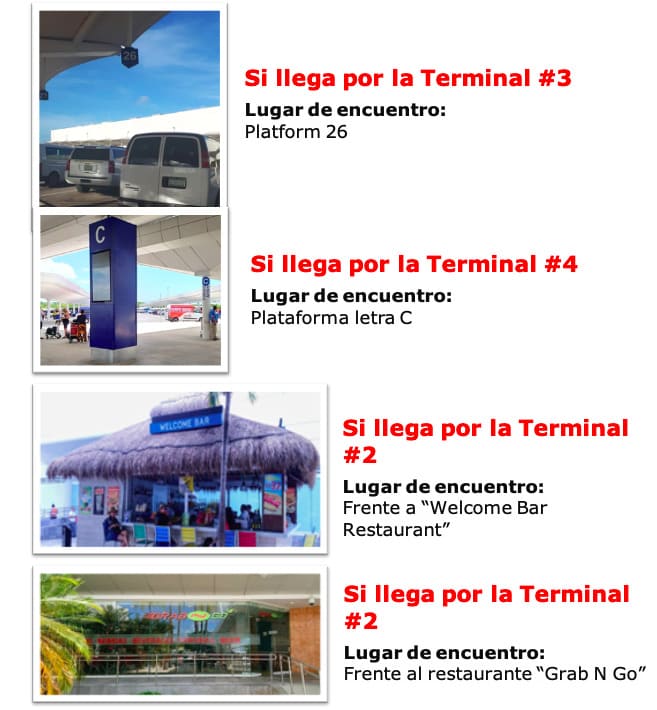 26
Si llega por la Terminal #3
Lugar de encuentro:
Platform 26
C
Si llega por la Terminal #4
Lugar de encuentro:
Plataforma letra C
WELCOME BAR
Si llega por la Terminal
#2
Lugar de encuentro:
Frente a “Welcome Bar
Restaurant”
Si llega por la Terminal
#2
Lugar de encuentro:
Frente al restaurante “Grab N Go”